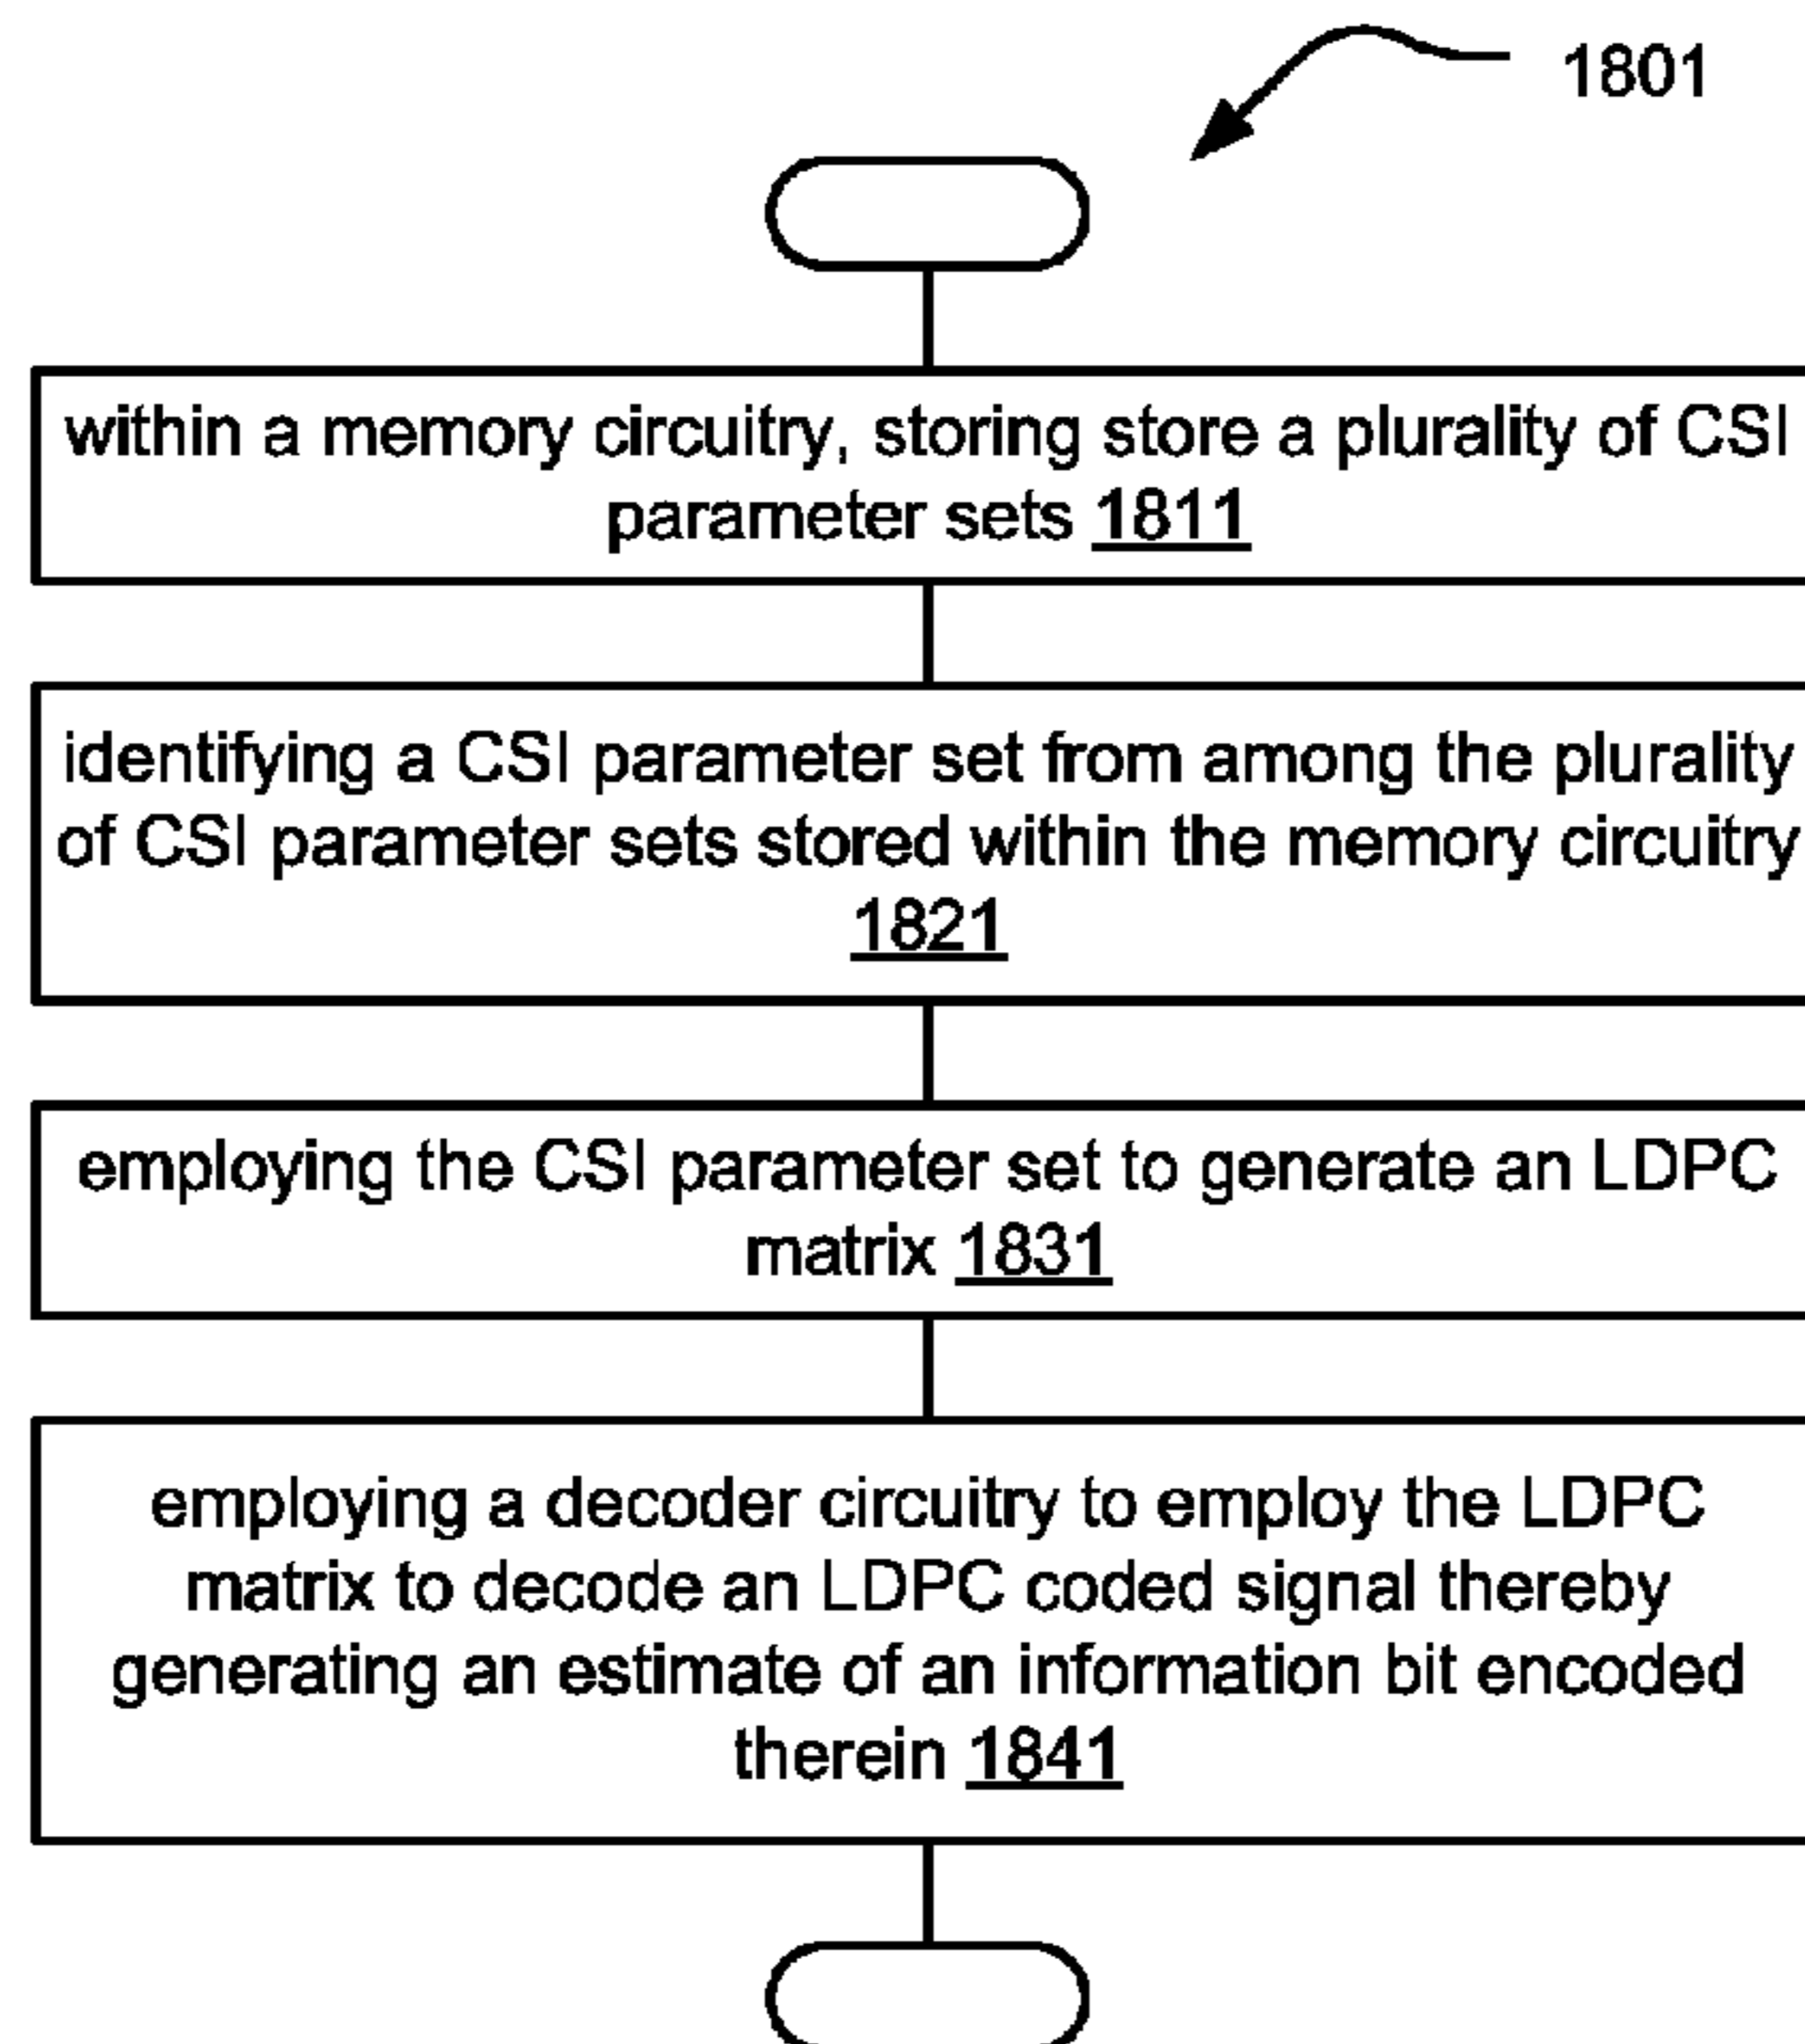 1801
within a memory circuitry, storing store a plurality of CSI
parameter sets 1811
identifying a CSI parameter set from among the plurality
of CSI parameter sets stored within the memory circuitry
1821
employing the CSI parameter set to generate an LDPC
matrix 1831
employing a decoder circuitry to employ the LDPC
matrix to decode an LDPC coded signal thereby
generating an estimate of an information bit encoded
therein 1841